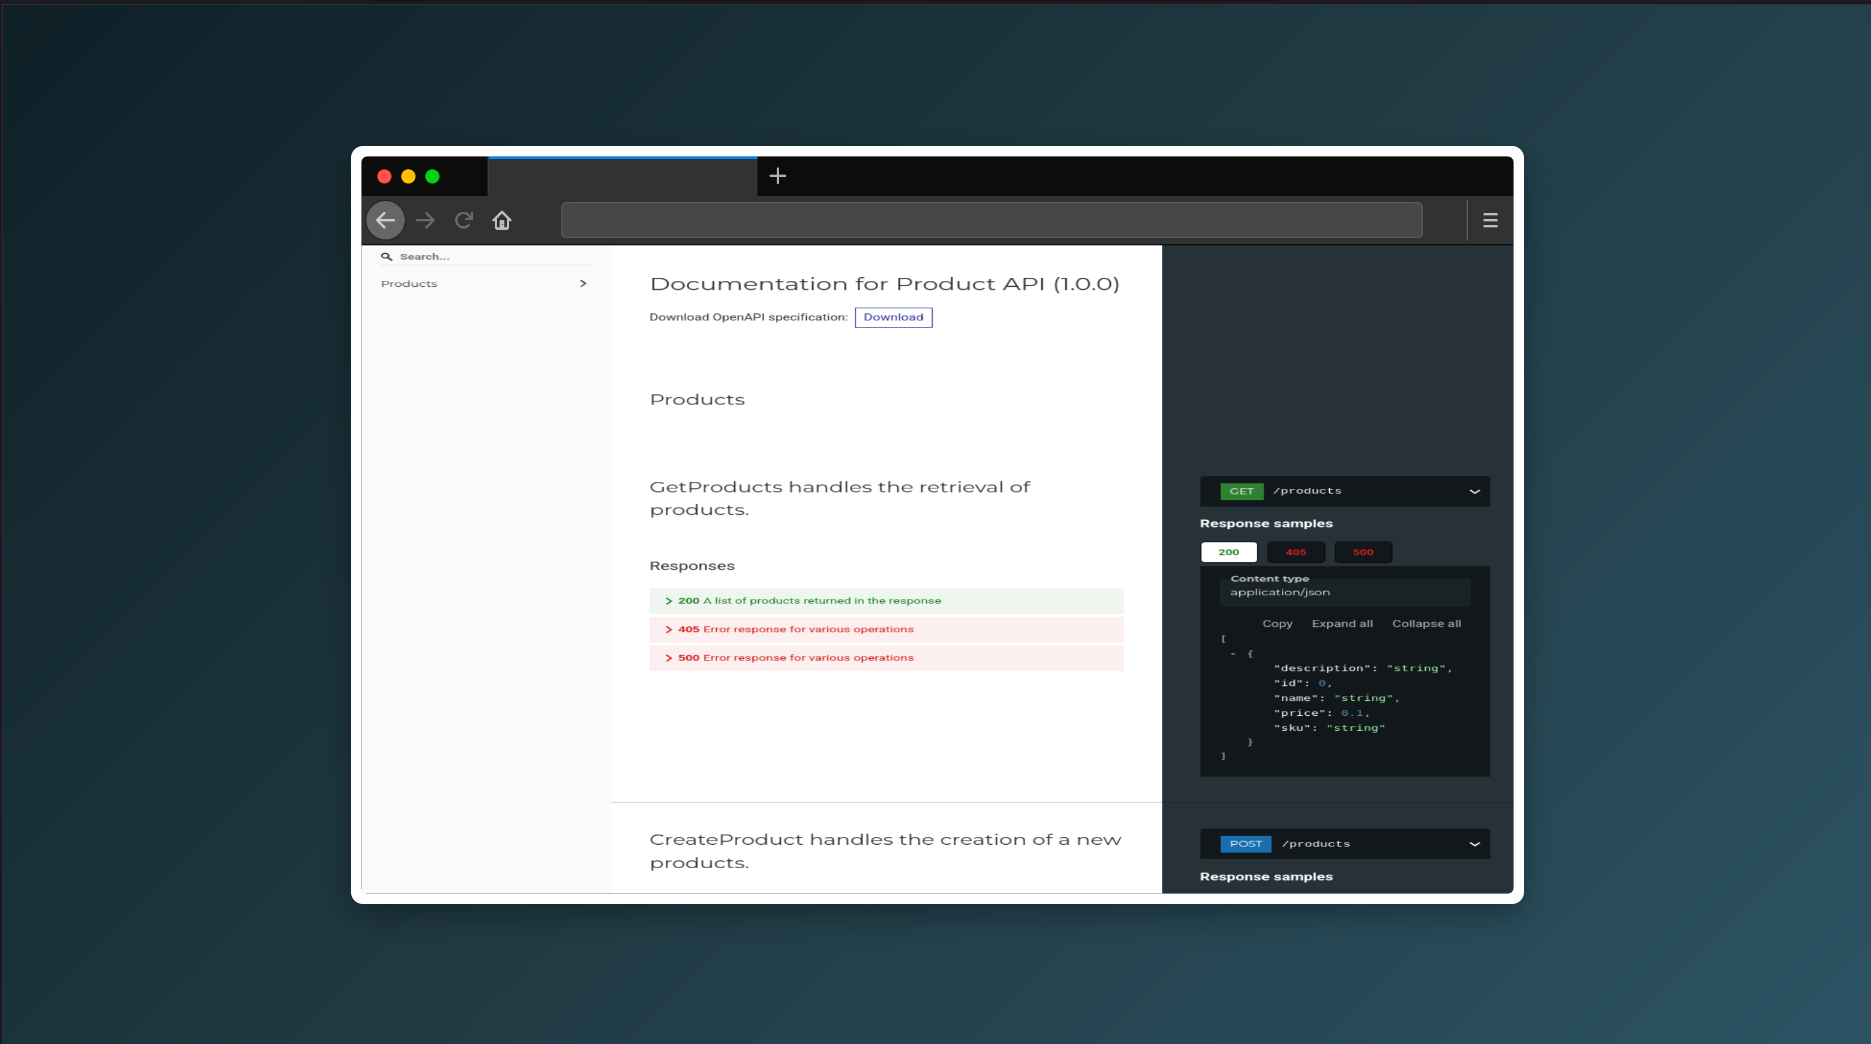 Search...
Products
Documentation for Product API (1.0.0)
Download OpenAPI specification: Download
Products
GetProducts handles the retrieval of
products.
Responses
200 A list of products returned in the response
405 Error response for various operations
500 Error response for various operations
GET /products
Response samples
200 405 500
Content type
application/json
Copy Expand all Collapse all
[
- {
"description": "string",
"id": 0,
"name": "string",
"price": 0.1,
"sku": "string"
}
]
CreateProduct handles the creation of a new
products.
POST /products
Response samples